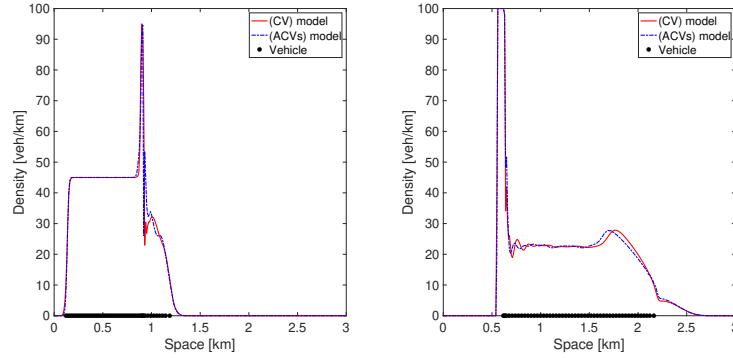 100
90
80
70
60
50
40
30
20
10
0
Density [veh/km]
(CV) model
(ACVs) model
Vehicle
0 0.5 1 1.5 2 2.5 3
Space [km]
100
90
80
70
60
50
40
30
20
10
0
Density [veh/km]
(CV) model
(ACVs) model
Vehicle
0 0.5 1 1.5 2 2.5 3
Space [km]